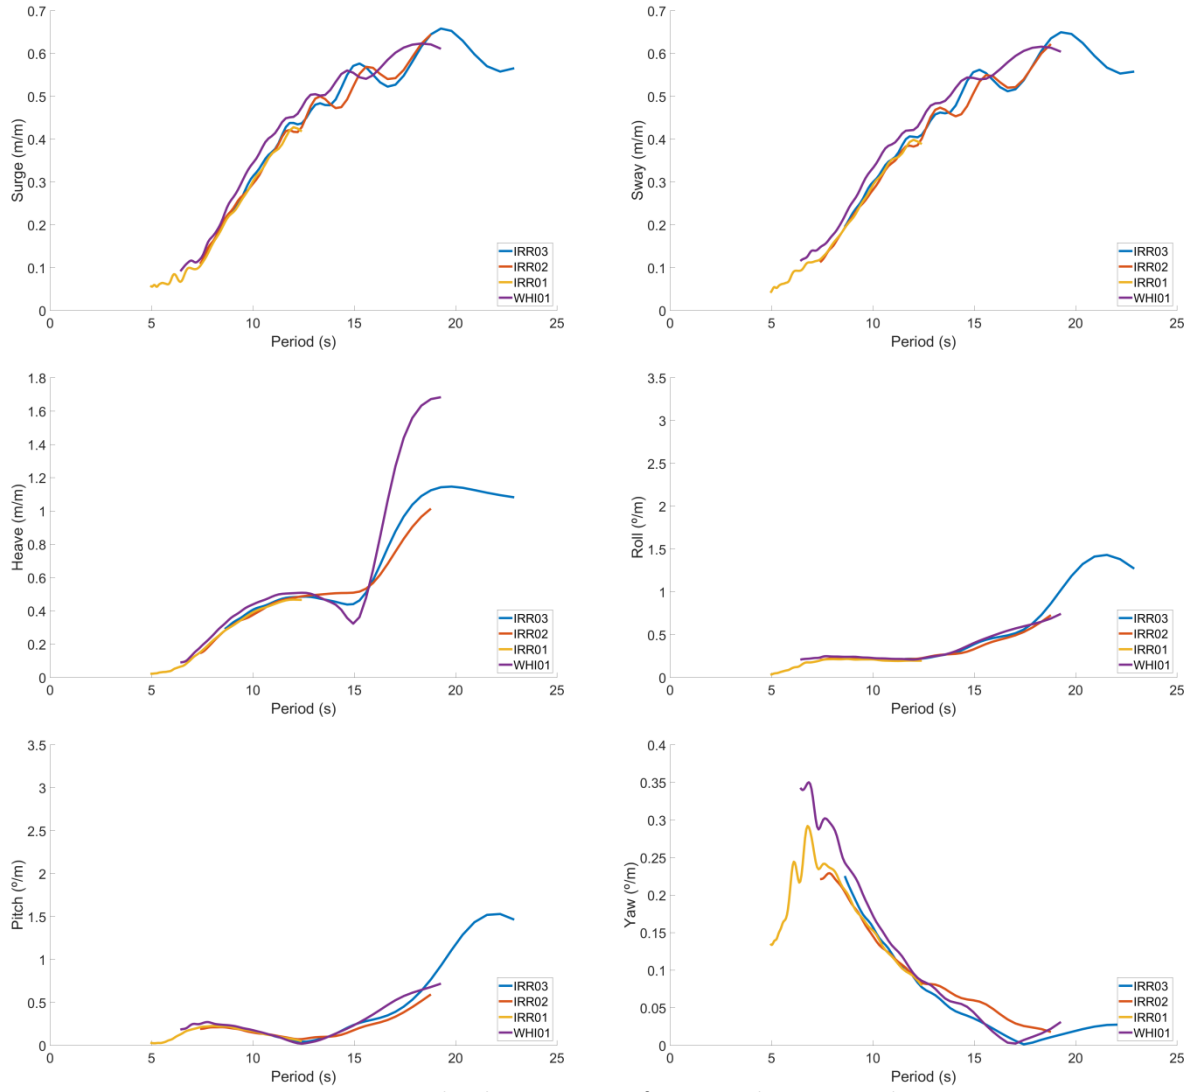 0.7
0.6
0.5
0.4
0.3
0.2
0.1
0
Surge (m/m)
0 5 10 15 20 25
Period (s)
IRR03
IRR02
IRR01
WHI01
0.7
0.6
0.5
0.4
0.3
0.2
0.1
0
Sway (m/m)
0 5 10 15 20 25
Period (s)
IRR03
IRR02
IRR01
WHI01
1.8
1.6
1.4
1.2
1
0.8
0.6
0.4
0.2
0
Heave (m/m)
0 5 10 15 20 25
Period (s)
IRR03
IRR02
IRR01
WHI01
3.5
3
2.5
2
1.5
1
0.5
0
Roll (º/m)
0 5 10 15 20 25
Period (s)
IRR03
IRR02
IRR01
WHI01
3.5
3
2.5
2
1.5
1
0.5
0
Pitch (º/m)
0 5 10 15 20 25
Period (s)
IRR03
IRR02
IRR01
WHI01
0.4
0.35
0.3
0.25
0.2
0.15
0.1
0.05
0
Yaw (º/m)
0 5 10 15 20 25
Period (s)
IRR03
IRR02
IRR01
WHI01